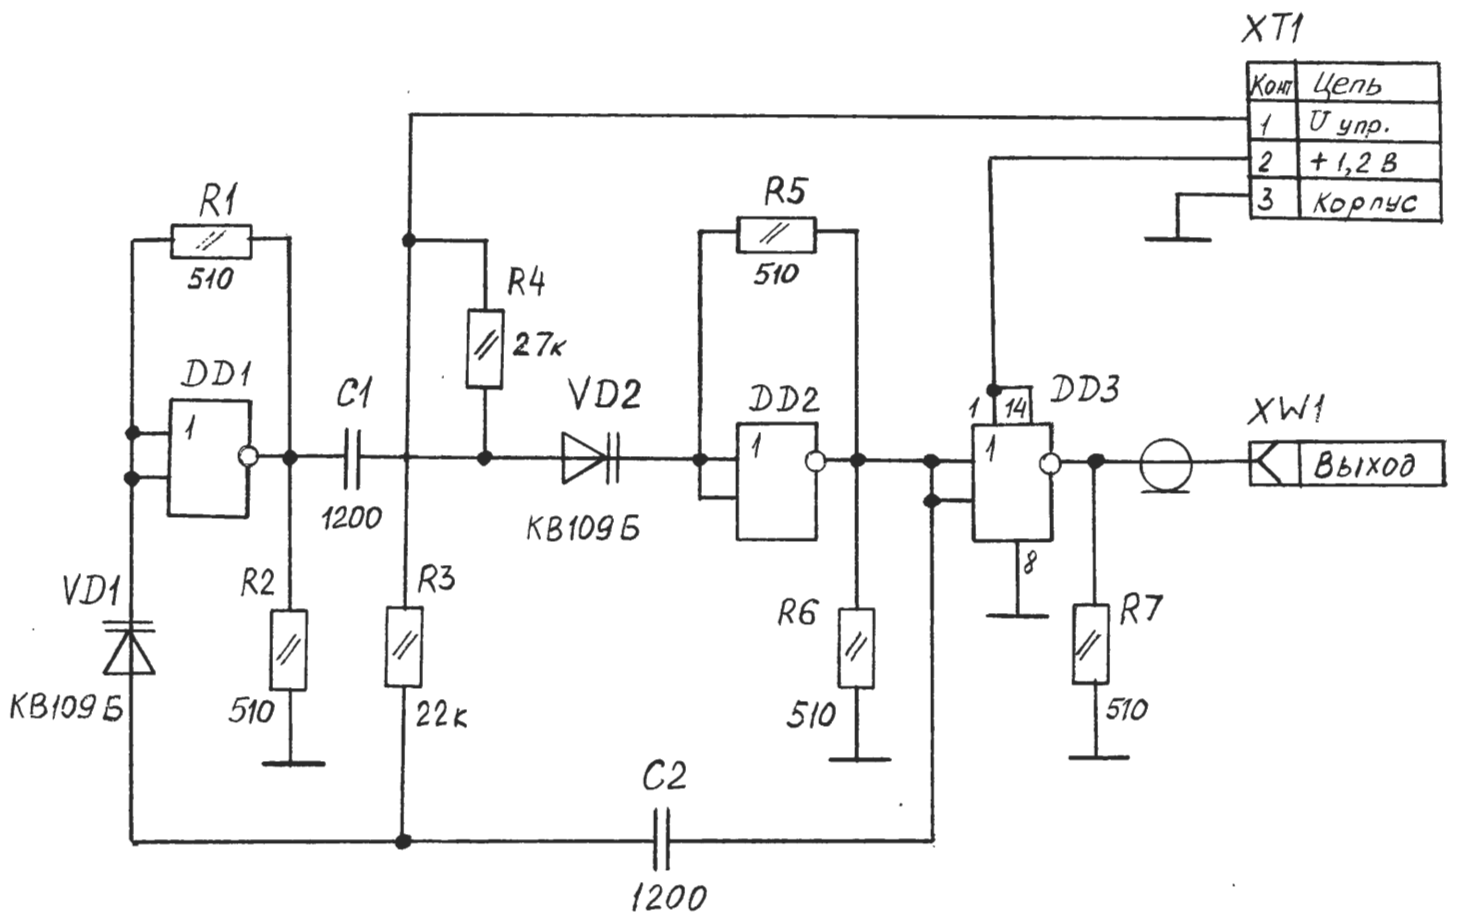 XT1
Конт Цепь
1 U упр.
2 +1,2 В
3 Корпус
R1
510
R5
510
R4
27к
DD1
1
C1
1200
VD2
КВ109Б
DD2
1
1 14 DD3
1
8
XW1
Выход
VD1
КВ109Б
R2
510
R3
22к
R6
510
R7
510
C2
1200